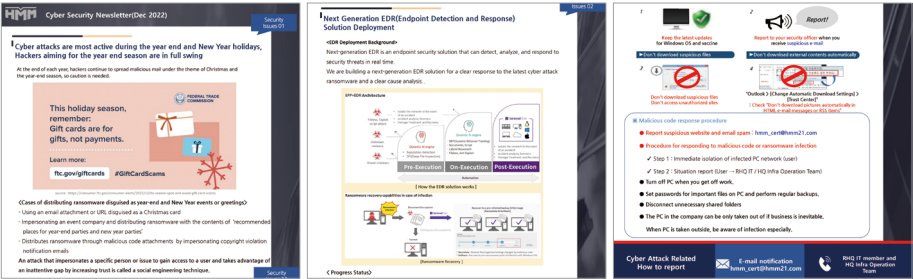 HMM
Cyber Security Newsletter(Dec 2022)
Security
Issues 01
Cyber attacks are most active during the year end and New Year holidays,
Hackers aiming for the year end season are in full swing
At the end of each year, hackers continue to spread malicious mail under the theme of Christmas and
the year-end season, so caution is needed.
FEDERAL TRADE
COMMISSION
This holiday season,
remember:
Gift cards are for
gifts, not payments.
Learn more:
ftc.gov/giftcards
#GiftCardScams
<Cases of distributing ransomware disguised as year-end and New Year events or greetings>
- Using an email attachment or URL disguised as a Christmas card
- Impersonating an event company and distributing ransomware with the contents of 'recommended
places for year-end parties and new year parties'
- Distributes ransomware through malicious code attachments by impersonating copyright violation
notification emails
An attack that impersonates a specific person or issue to gain access to a user and takes advantage of
an inattentive gap by increasing trust is called a social engineering technique.
Security
Issues 02
Next Generation EDR(Endpoint Detection and Response)
Solution Deployment
<EDR Deployment Background>
Next-generation EDR is an endpoint security solution that can detect, analyze, and respond to
security threats in real time.
We are building a next-generation EDR solution for a clear response to the latest cyber attack
ransomware and a clear cause analysis .
EPP+EDR Architecture
Pre-Execution
On-Execution
Post-Execution
Automation
[ How the EDR solution works ]
Ransomware recovery capabilities in case of infection
[Ransomware Recovery ]
< Progress Status>
1
Keep the latest updates
for Windows OS and vaccine
2
Report!
Report to your security officer when you
receive suspicious e-mail
▶Don't download suspicious files
▶Don't download external contents automatically
3
Don't download suspicious files
Don't access unauthorized sites
4
"Outlook > [Change Automatic Download Settings] >
[Trust Center]"
[ Check "Don't download pictures automatically in
HTML e-mail messages or RSS items"
▣ Malicious code response procedure
● Report suspicious website and email spam : hmm_cert@hmm21.com
● Procedure for responding to malicious code or ransomware infection
✓ Step 1 : Immediate isolation of infected PC network (user)
✓ Step 2 : Situation report (User → RHQ IT / HQ Infra Operation Team)
● Turn off PC when you get off work.
● Set passwords for important files on PC and perform regular backups.
● Disconnect unnecessary shared folders
● The PC in the company can be only taken out of if business is inevitable.
When PC is taken outside, be aware of infection especially.
Cyber Attack Related
How to report
E-mail notification
hmm_cert@hmm21.com
RHQ IT member and
HQ Infra Operation
Team